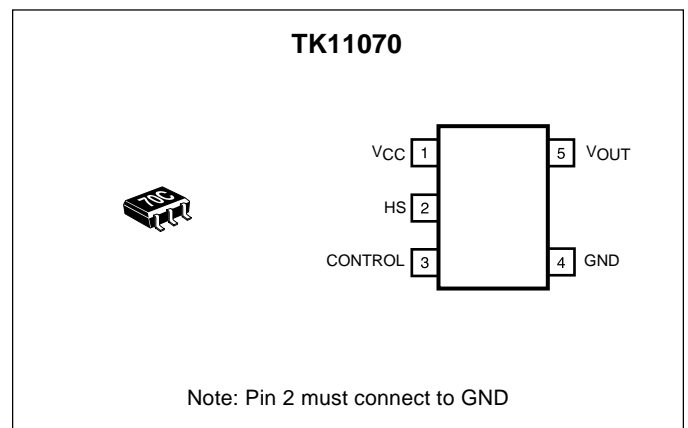 TK11070
70C
VCC 1
5 VOUT
HS 2
CONTROL 3
4 GND
Note: Pin 2 must connect to GND